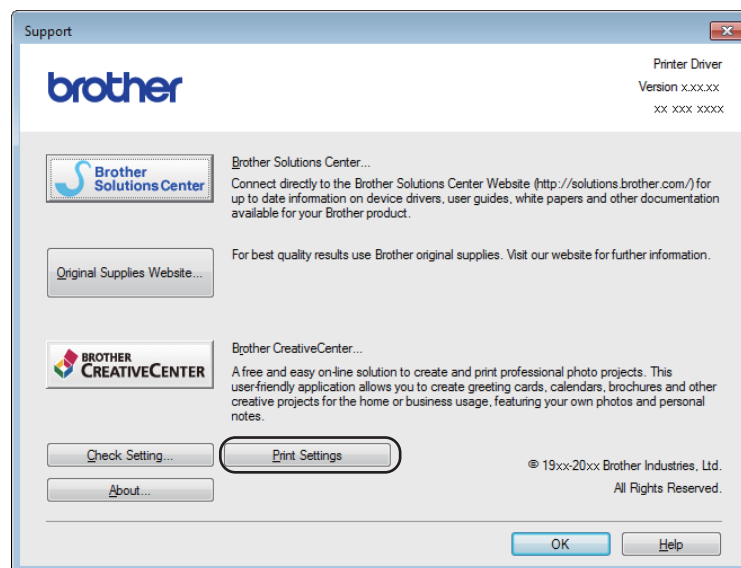 Support
brother
Printer Driver
Version x.xx.xx
xx xxx xxxx
Brother
Solutions Center
Brother Solutions Center...
Connect directly to the Brother Solutions Center Website (http://solutions.brother.com/) for
up to date information on device drivers, user guides, white papers and other documentation
available for your Brother product.
Original Supplies Website...
For best quality results use Brother original supplies. Visit our website for further information.
BROTHER
CREATIVECENTER
Brother CreativeCenter...
A free and easy on-line solution to create and print professional photo projects. This
user-friendly application allows you to create greeting cards, calendars, brochures and other
creative projects for the home or business usage, featuring your own photos and personal
notes.
Check Setting...
Print Settings
About...
© 19xx-20xx Brother Industries, Ltd.
All Rights Reserved.
OK
Help